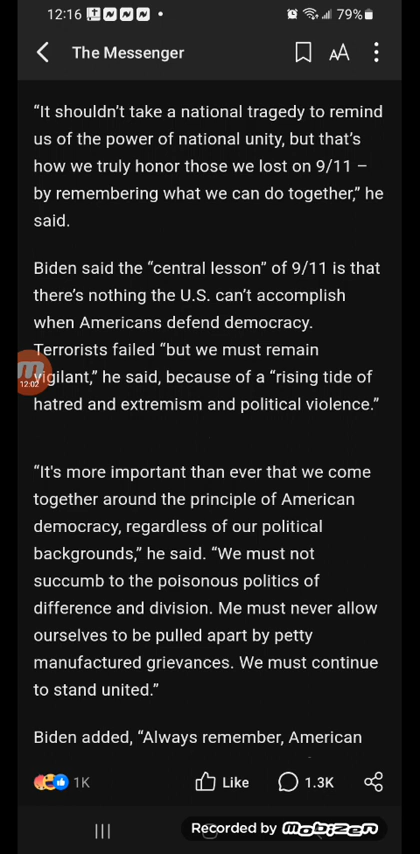 12:16
79%
The Messenger
AA
“It shouldn’t take a national tragedy to remind
us of the power of national unity, but that’s
how we truly honor those we lost on 9/11 –
by remembering what we can do together,” he
said.
Biden said the “central lesson” of 9/11 is that
there’s nothing the U.S. can’t accomplish
when Americans defend democracy.
Terrorists failed “but we must remain
vigilant,” he said, because of a “rising tide of
12:02
hatred and extremism and political violence.”
“It's more important than ever that we come
together around the principle of American
democracy, regardless of our political
backgrounds,” he said. “We must not
succumb to the poisonous politics of
difference and division. Me must never allow
ourselves to be pulled apart by petty
manufactured grievances. We must continue
to stand united.”
Biden added, “Always remember, American
1K
Like
1.3K
Recorded by mobizen